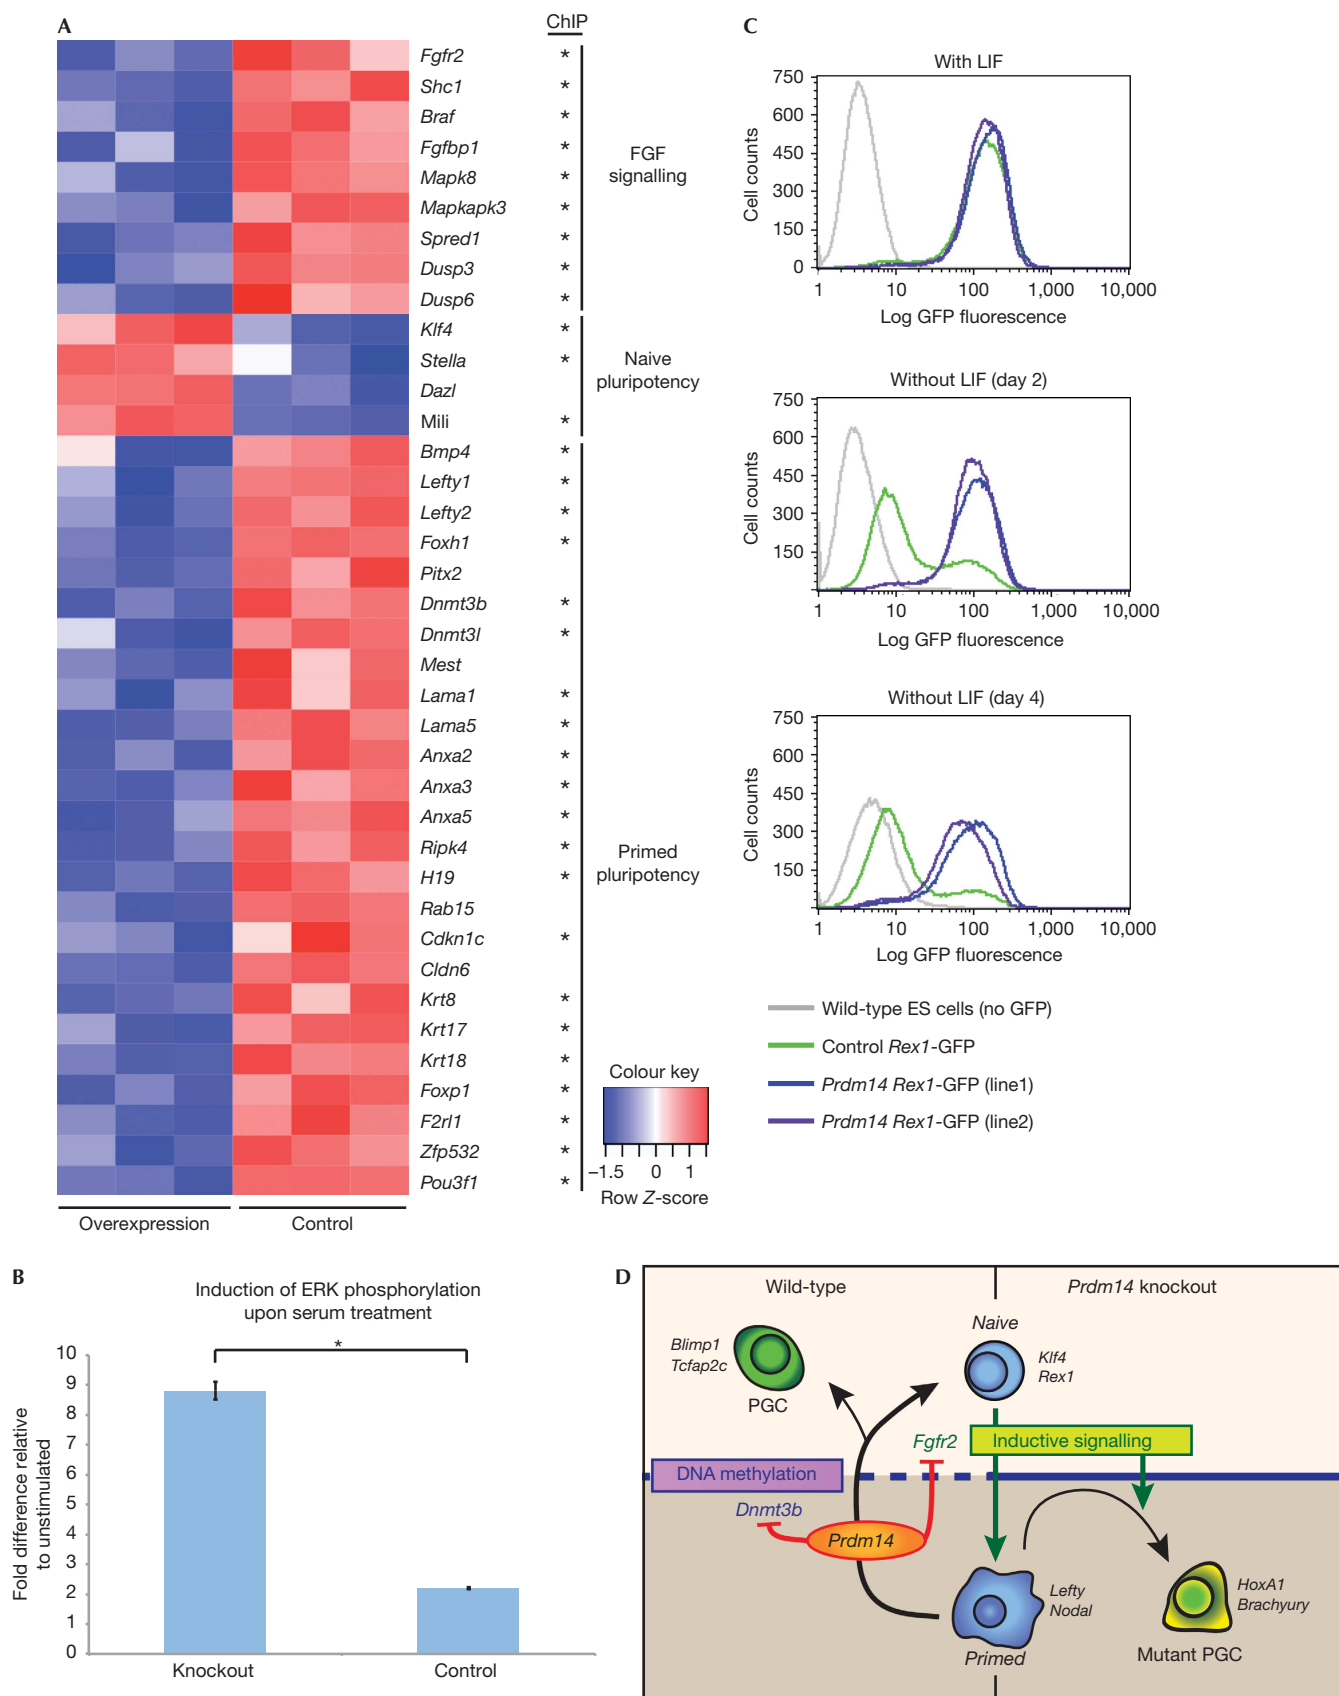 A
ChIP
Fgfr2 *
Shc1 *
Braf *
Fgfbp1 *
Mapk8 *
Mapkapk3 *
Spred1 *
Dusp3 *
Dusp6 *
FGF
signalling
Klf4 *
Stella *
Dazl
Mili *
Naive
pluripotency
Bmp4 *
Lefty1 *
Lefty2 *
Foxh1 *
Pitx2
Dnmt3b *
Dnmt3l *
Mest
Lama1 *
Lama5 *
Anxa2 *
Anxa3 *
Anxa5 *
Ripk4 *
H19 *
Rab15
Cdkn1c *
Cldn6
Krt8 *
Krt17 *
Krt18 *
Foxp1 *
F2rl1 *
Zfp532 *
Pou3f1 *
Primed
pluripotency
Colour key
–1.5 0 1
Row Z-score
Overexpression Control
C
With LIF
750
600
450
300
150
0
Cell counts
1 10 100 1,000 10,000
Log GFP fluorescence
Without LIF (day 2)
750
600
450
300
150
Cell counts
1 10 100 1,000 10,000
Log GFP fluorescence
Without LIF (day 4)
750
600
450
300
150
Cell counts
1 10 100 1,000 10,000
Log GFP fluorescence
Wild-type ES cells (no GFP)
Control Rex1-GFP
Prdm14 Rex1-GFP (line1)
Prdm14 Rex1-GFP (line2)
B
Induction of ERK phosphorylation
upon serum treatment
*
10
9
8
7
6
5
4
3
2
1
0
Fold difference relative
to unstimulated
Knockout Control
D
Wild-type Prdm14 knockout
Naive
Blimp1
Tcfap2c
PGC
Klf4
Rex1
Fgfr2
Inductive signalling
DNA methylation
Dnmt3b
Prdm14
Lefty
Nodal
Primed
HoxA1
Brachyury
Mutant PGC